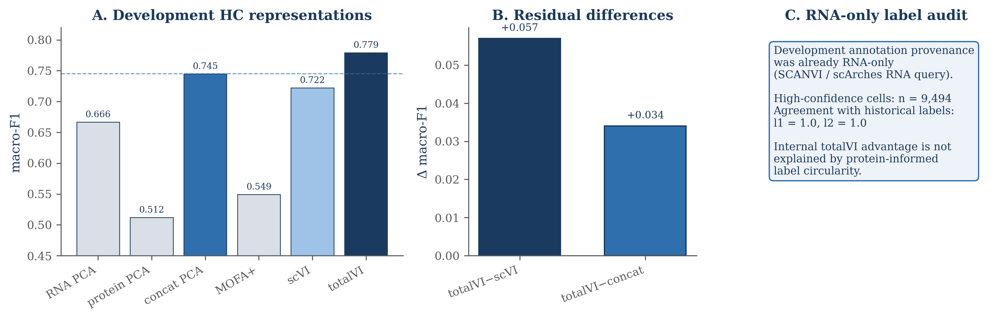 A. Development HC representations
macro-F1
0.80
0.75
0.70
0.65
0.60
0.55
0.50
0.45
0.666
0.512
0.745
0.549
0.722
0.779
RNA PCA
protein PCA
concat PCA
MOFA+
scVI
totalVI
B. Residual differences
Δ macro-F1
0.05
0.04
0.03
0.02
0.01
0.00
+0.057
+0.034
totalVI−scVI
totalVI−concat
C. RNA-only label audit
Development annotation provenance
was already RNA-only
(SCANVI / scArches RNA query).
High-confidence cells: n = 9,494
Agreement with historical labels:
l1 = 1.0, l2 = 1.0
Internal totalVI advantage is not
explained by protein-informed
label circularity.